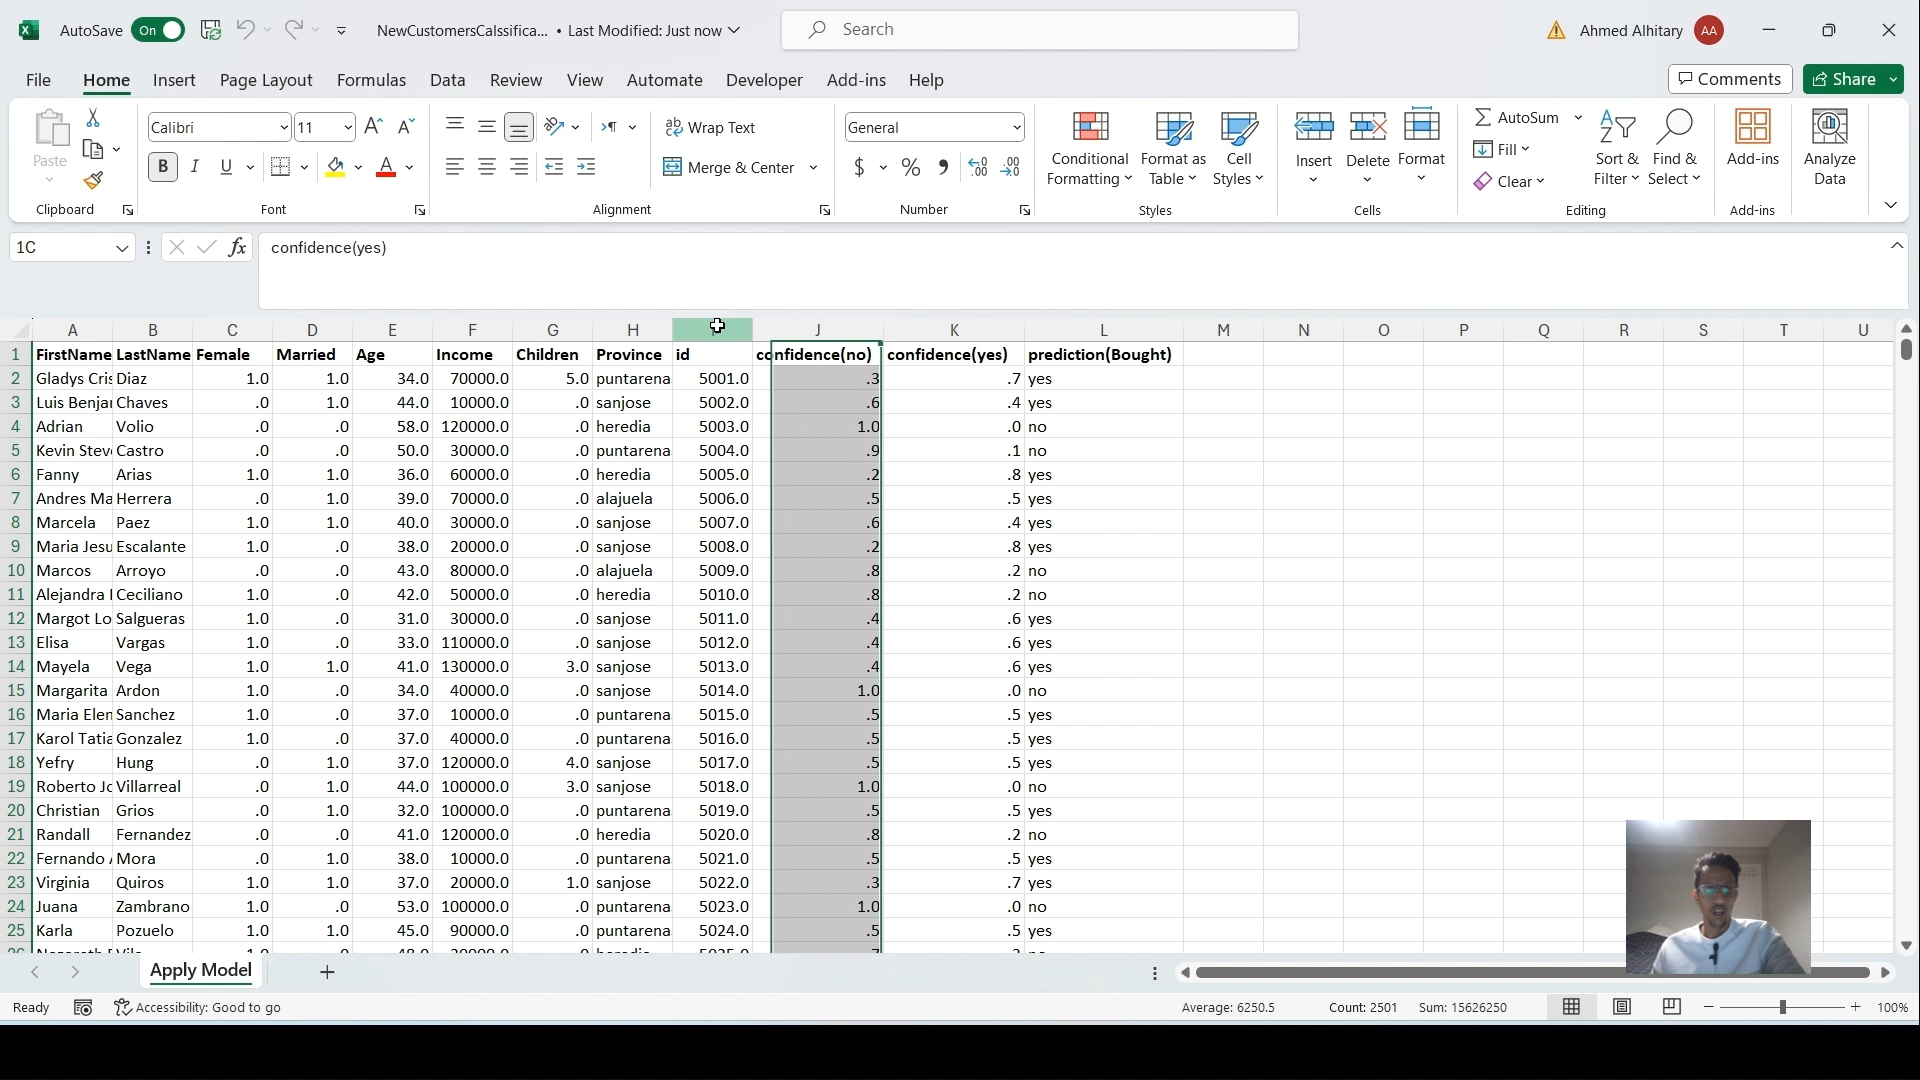 AutoSave On NewCustomersCalssifica... • Last Modified: Just now Search Ahmed Alhitary AA
File Home Insert Page Layout Formulas Data Review View Automate Developer Add-ins Help Comments Share
Paste Calibri 11 Wrap Text General AutoSum
B I U Merge & Center $ % Conditional Formatting Format as Table Cell Styles Insert Delete Format Fill Clear Sort & Filter Find & Select Add-ins Analyze Data
Clipboard Font Alignment Number Styles Cells Editing Add-ins
1C fx confidence(yes)
A B C D E F G H J K L M N O P Q R S T U
1 FirstName LastName Female Married Age Income Children Province id confidence(no) confidence(yes) prediction(Bought)
2 Gladys Cris Diaz 1.0 1.0 34.0 70000.0 5.0 puntarena 5001.0 .3 .7 yes
3 Luis Benjai Chaves .0 1.0 44.0 10000.0 .0 sanjose 5002.0 .6 .4 yes
4 Adrian Volio .0 .0 58.0 120000.0 .0 heredia 5003.0 1.0 .0 no
5 Kevin Stev Castro .0 .0 50.0 30000.0 .0 puntarena 5004.0 .9 .1 no
6 Fanny Arias 1.0 1.0 36.0 60000.0 .0 heredia 5005.0 .2 .8 yes
7 Andres Ma Herrera .0 1.0 39.0 70000.0 .0 alajuela 5006.0 .5 .5 yes
8 Marcela Paez 1.0 1.0 40.0 30000.0 .0 sanjose 5007.0 .6 .4 yes
9 Maria Jesu Escalante 1.0 .0 38.0 20000.0 .0 sanjose 5008.0 .2 .8 yes
10 Marcos Arroyo .0 .0 43.0 80000.0 .0 alajuela 5009.0 .8 .2 no
11 Alejandra Ceciliano 1.0 .0 42.0 50000.0 .0 heredia 5010.0 .8 .2 no
12 Margot Lo Salgueras 1.0 .0 31.0 30000.0 .0 sanjose 5011.0 .4 .6 yes
13 Elisa Vargas 1.0 .0 33.0 110000.0 .0 sanjose 5012.0 .4 .6 yes
14 Mayela Vega 1.0 1.0 41.0 130000.0 3.0 sanjose 5013.0 .4 .6 yes
15 Margarita Ardon 1.0 .0 34.0 40000.0 .0 sanjose 5014.0 1.0 .0 no
16 Maria Elen Sanchez 1.0 .0 37.0 10000.0 .0 puntarena 5015.0 .5 .5 yes
17 Karol Tatia Gonzalez 1.0 .0 37.0 40000.0 .0 puntarena 5016.0 .5 .5 yes
18 Yefry Hung .0 1.0 37.0 120000.0 4.0 sanjose 5017.0 .5 .5 yes
19 Roberto Jc Villarreal .0 1.0 44.0 100000.0 3.0 sanjose 5018.0 1.0 .0 no
20 Christian Grios .0 1.0 32.0 100000.0 .0 puntarena 5019.0 .5 .5 yes
21 Randall Fernandez .0 .0 41.0 120000.0 .0 heredia 5020.0 .8 .2 no
22 Fernando Mora .0 1.0 38.0 10000.0 .0 puntarena 5021.0 .5 .5 yes
23 Virginia Quiros 1.0 1.0 37.0 20000.0 1.0 sanjose 5022.0 .3 .7 yes
24 Juana Zambrano 1.0 .0 53.0 100000.0 .0 puntarena 5023.0 1.0 .0 no
25 Karla Pozuelo 1.0 1.0 45.0 90000.0 .0 puntarena 5024.0 .5 .5 yes
Apply Model
Ready Accessibility: Good to go Average: 6250.5 Count: 2501 Sum: 15626250 100%